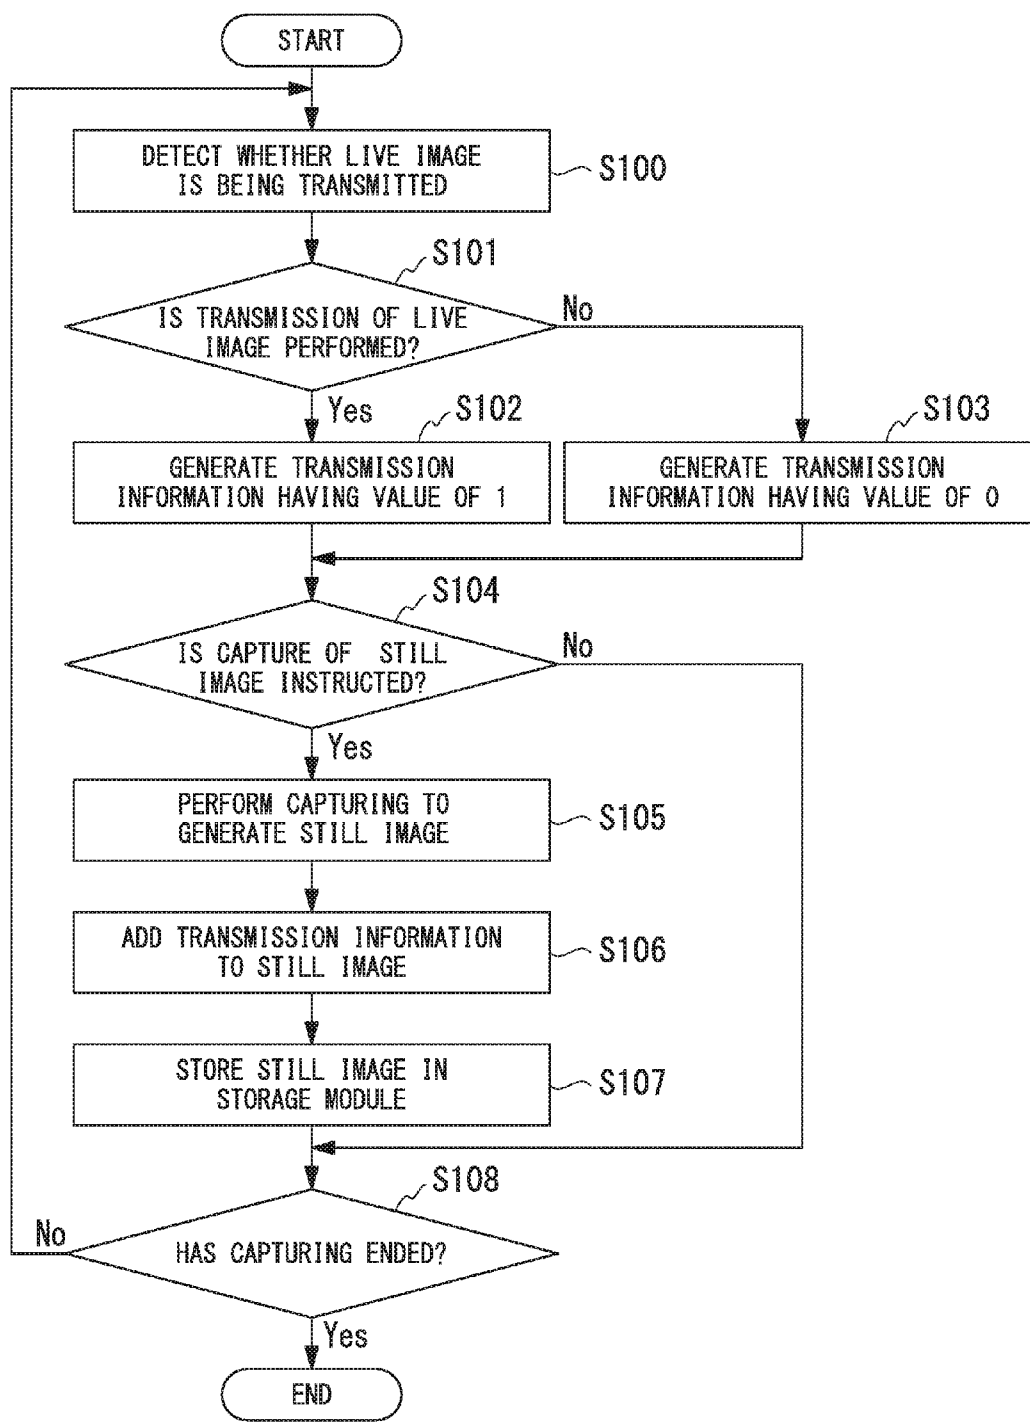 START
DETECT WHETHER LIVE IMAGE
IS BEING TRANSMITTED
S100
S101
IS TRANSMISSION OF LIVE
IMAGE PERFORMED?
No
Yes
S102
GENERATE TRANSMISSION
INFORMATION HAVING VALUE OF 1
S103
GENERATE TRANSMISSION
INFORMATION HAVING VALUE OF 0
S104
IS CAPTURE OF STILL
IMAGE INSTRUCTED?
No
Yes
PERFORM CAPTURING TO
GENERATE STILL IMAGE
S105
ADD TRANSMISSION INFORMATION
TO STILL IMAGE
S106
STORE STILL IMAGE IN
STORAGE MODULE
S107
S108
No
HAS CAPTURING ENDED?
Yes
END